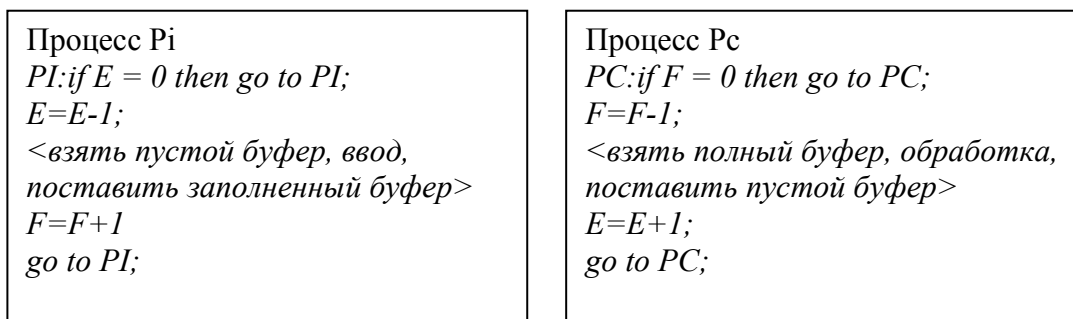 Процесс Pi
PI:if E = 0 then go to PI;
E=E-1;
<взять пустой буфер, ввод,
поставить заполненный буфер>
F=F+1
go to PI;
Процесс Pc
PC:if F = 0 then go to PC;
F=F-1;
<взять полный буфер, обработка,
поставить пустой буфер>
E=E+1;
go to PC;